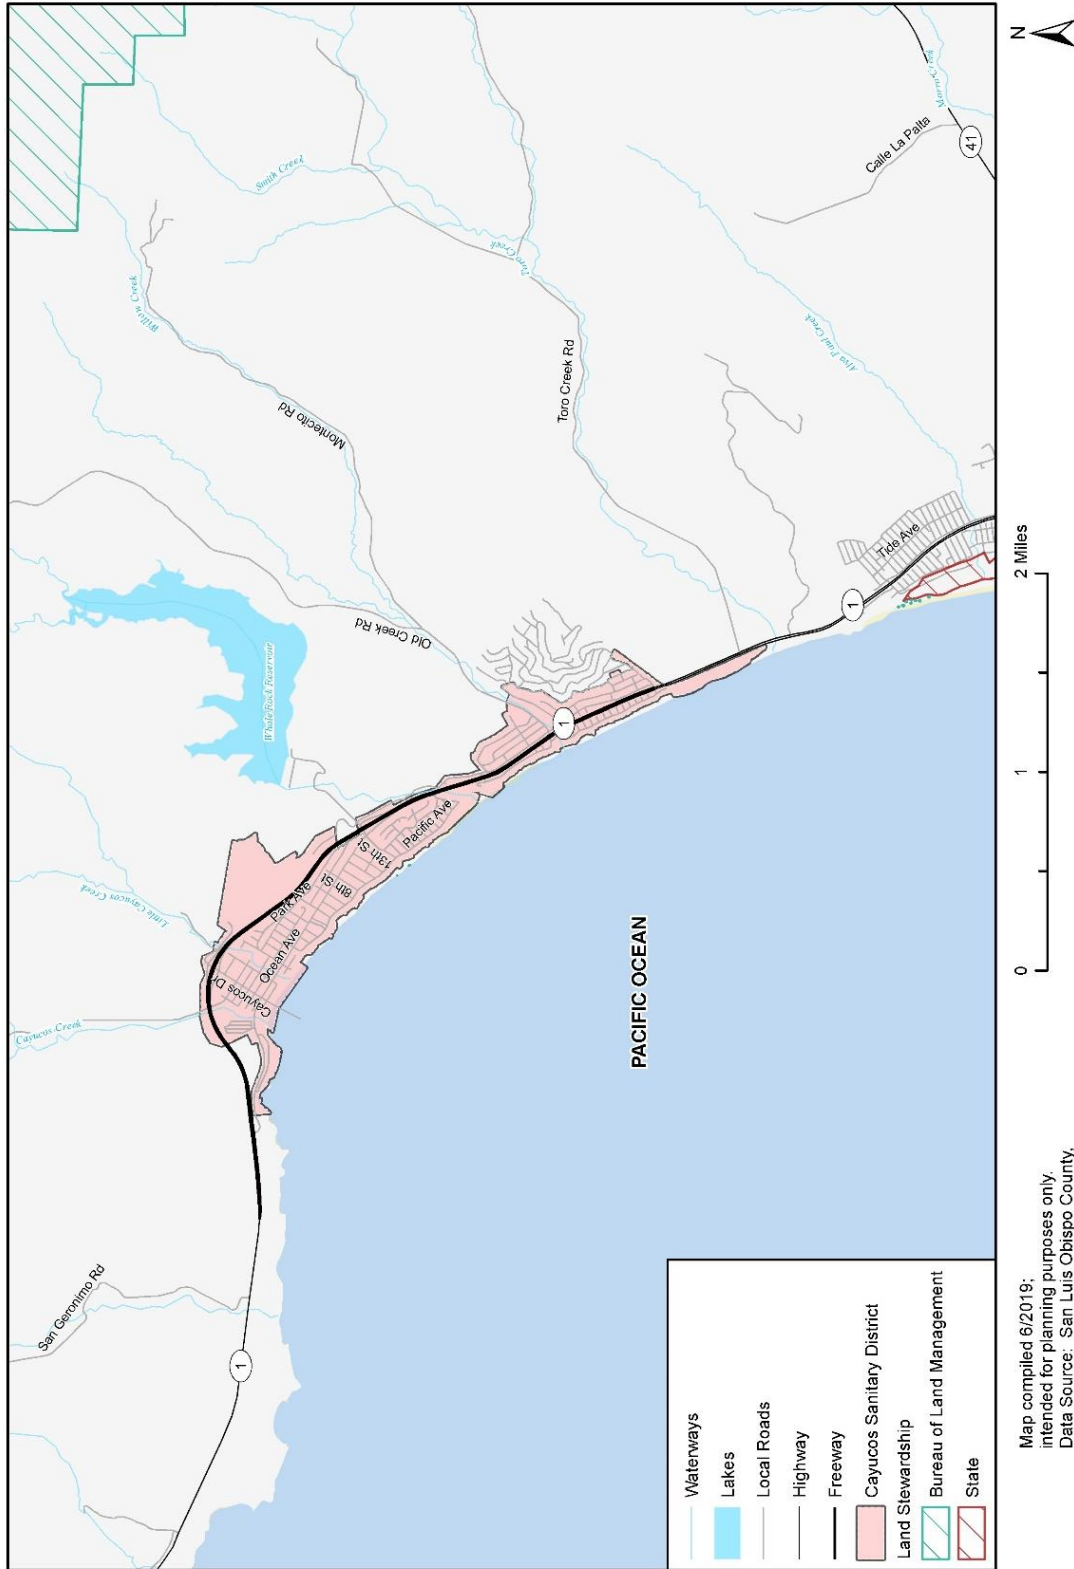 Cayucos Creek
Little Cayucos Creek
San Geronimo Rd
Willow Creek
1
Whale Rock Reservoir
Smith Creek
Cayucos Dr
Park Ave
Ocean Ave
8th St
13th St
Old Creek Rd
Montecito Rd
Pacific Ave
Toro Creek
1
Toro Creek Rd
PACIFIC OCEAN
Alva Paul Creek
1
Tide Ave
Calle La Palta
Morro Creek
41
Waterways
Lakes
Local Roads
Highway
Freeway
Cayucos Sanitary District
Land Stewardship
Bureau of Land Management
State
Map compiled 6/2019;
intended for planning purposes only.
Data Source: San Luis Obispo County,
0 1 2 Miles
N